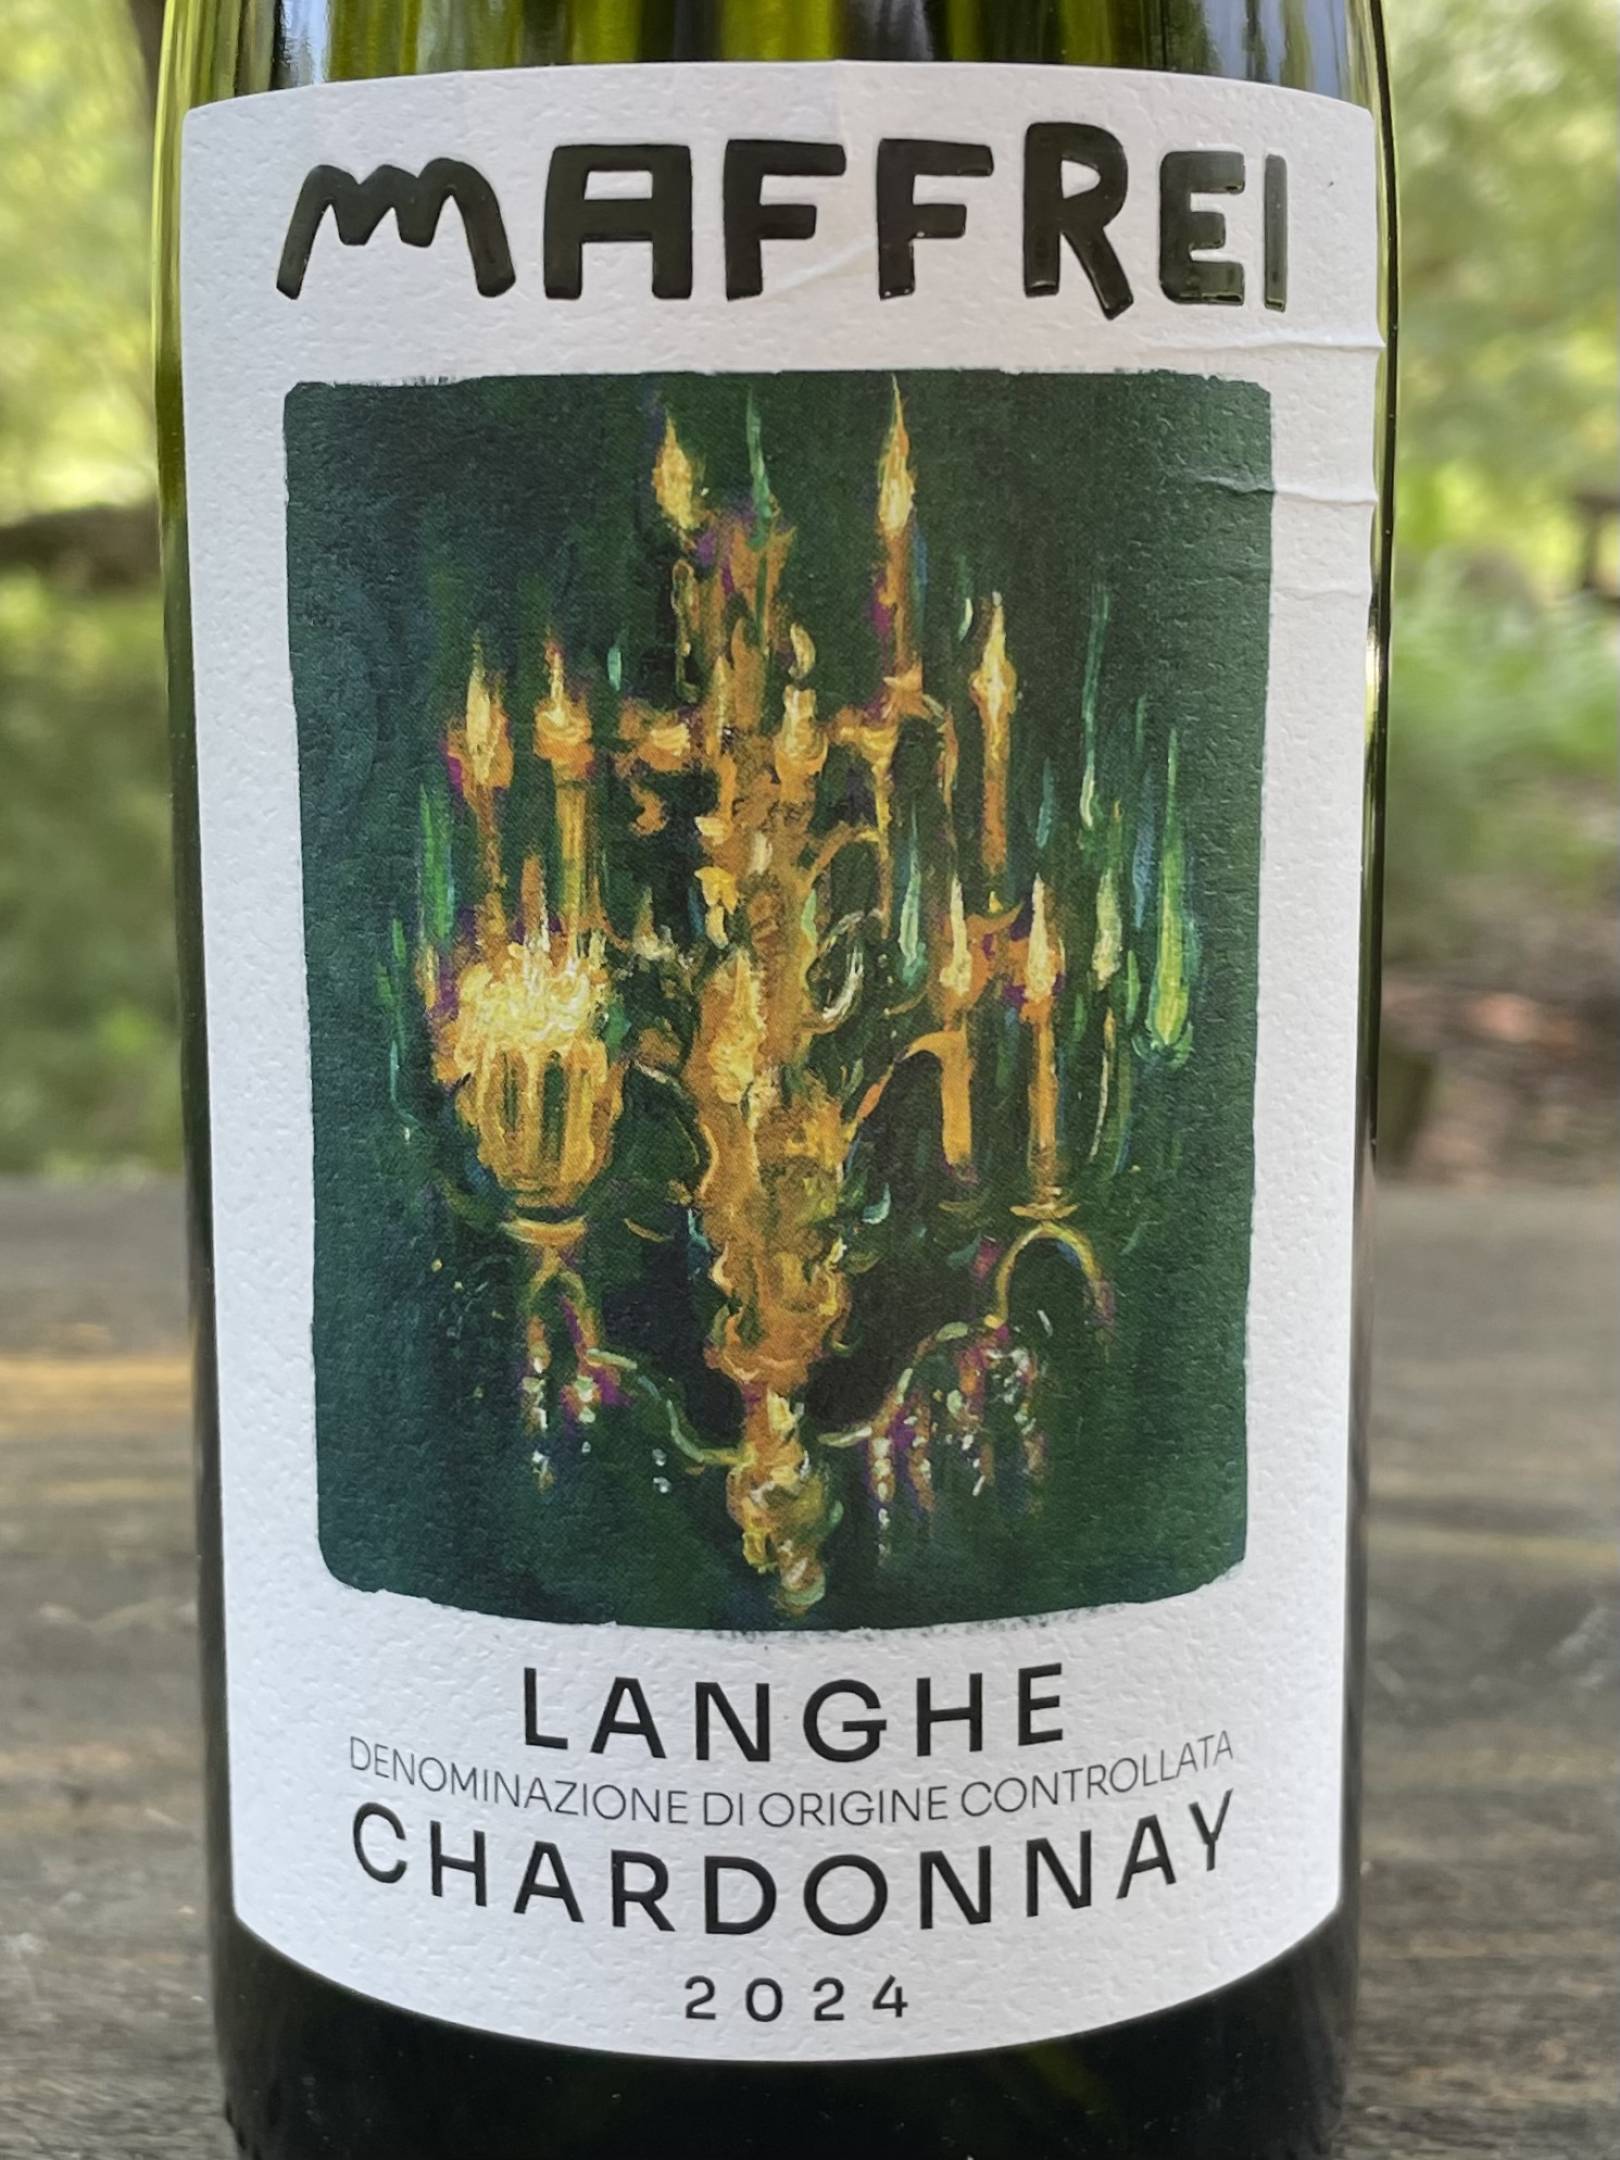 MAFFREI
LANGHE
DENOMINAZIONE DI ORIGINE CONTROLLATA
CHARDONNAY
2024